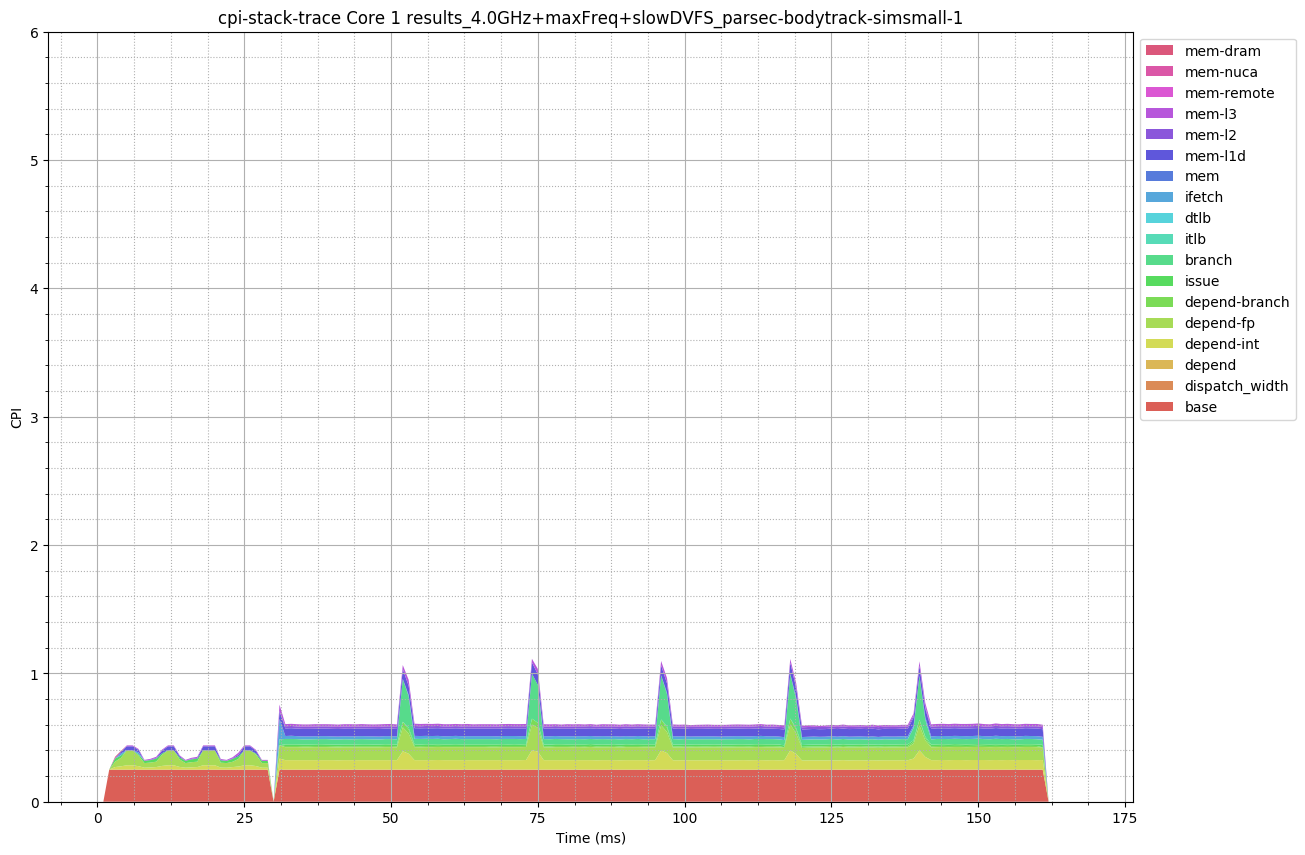 cpi-stack-trace Core 1 results_4.0GHz+maxFreq+slowDVFS_parsec-bodytrack-simsmall-1
6
5
4
3
2
1
0
CPI
0 25 50 75 100 125 150 175
Time (ms)
mem-dram
mem-nuca
mem-remote
mem-l3
mem-l2
mem-l1d
mem
ifetch
dtlb
itlb
branch
issue
depend-branch
depend-fp
depend-int
depend
dispatch_width
base